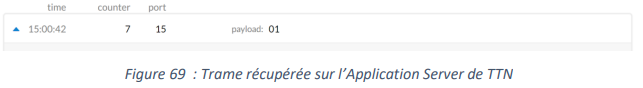 time counter port
15:00:42 7 15 payload: 01
Figure 69 : Trame récupérée sur l'Application Server de TTN